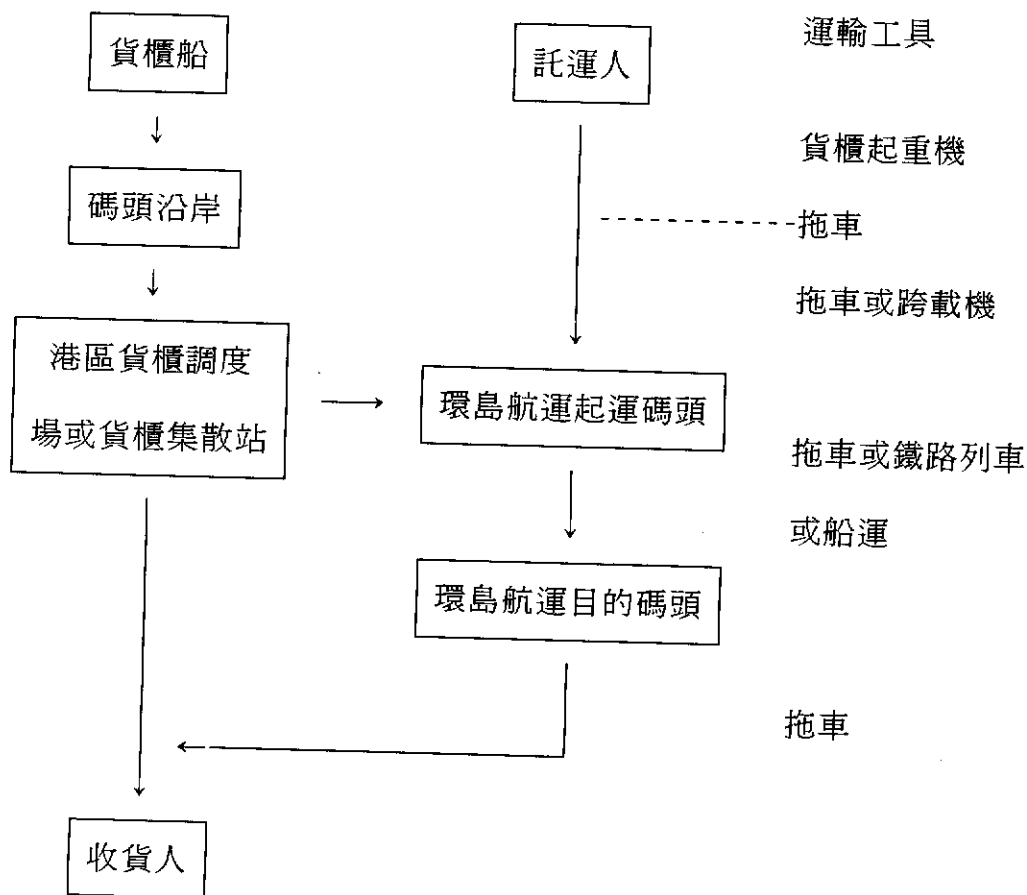 貨櫃船
託運人
運輸工具
貨櫃起重機
碼頭沿岸
拖車
拖車或跨載機
港區貨櫃調度
場或貨櫃集散站
環島航運起運碼頭
拖車或鐵路列車
或船運
環島航運目的碼頭
拖車
收貨人